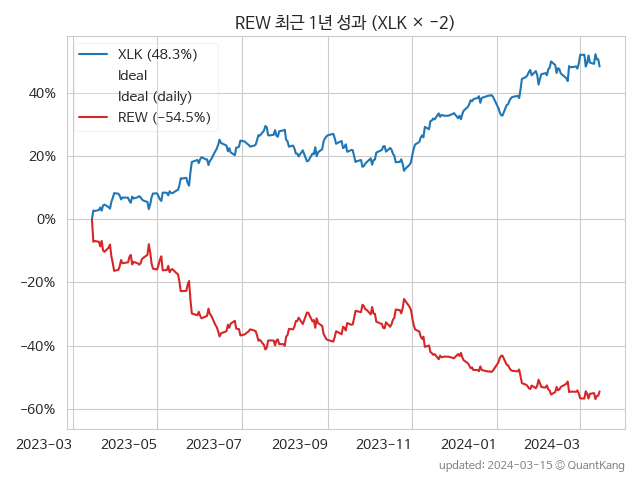 REW 최근 1년 성과 (XLK × −2)
XLK (48.3%)
Ideal
Ideal (daily)
REW (−54.5%)
40%
20%
0%
−20%
−40%
−60%
2023−03 2023−05 2023−07 2023−09 2023−11 2024−01 2024−03
updated: 2024−03−15 © QuantKang